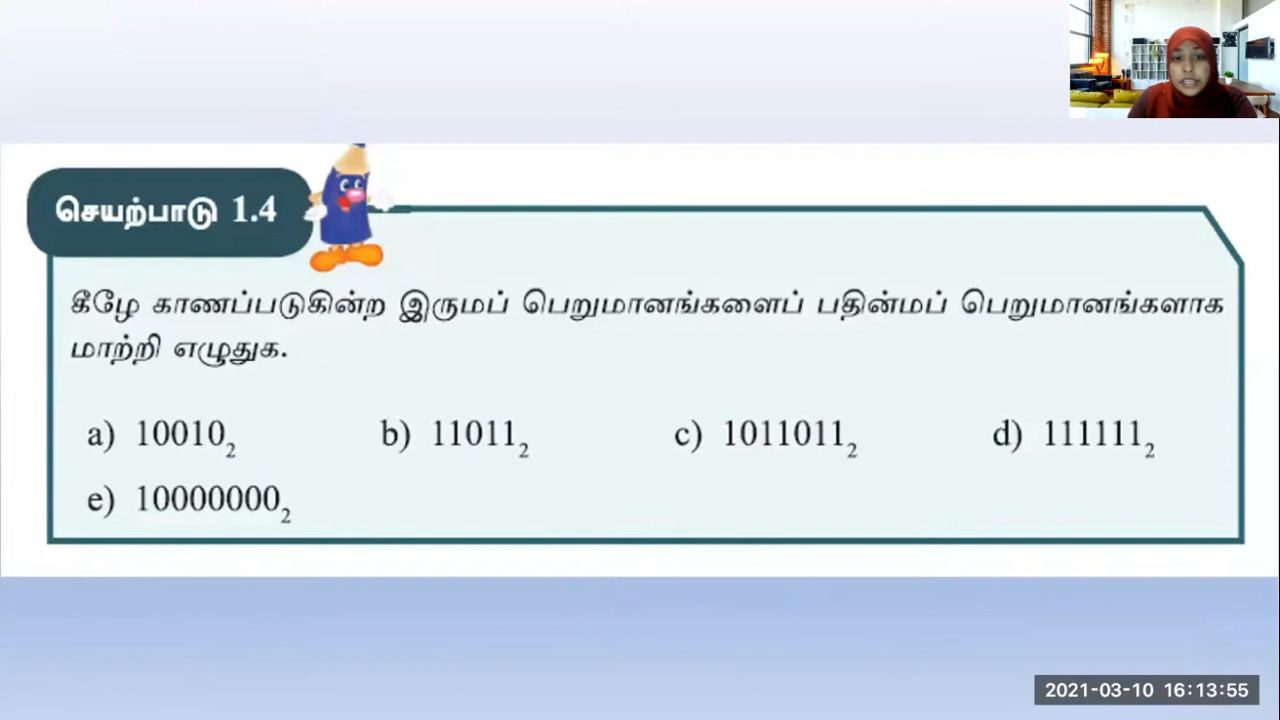 செயற்பாடு 1.4
கீழே காணப்படுகின்ற இருமப் பெறுமானங்களைப் பதின்மப் பெறுமானங்களாக
மாற்றி எழுதுக.
a) 10010₂ b) 11011₂ c) 1011011₂ d) 111111₂
e) 10000000₂
2021-03-10 16:13:55